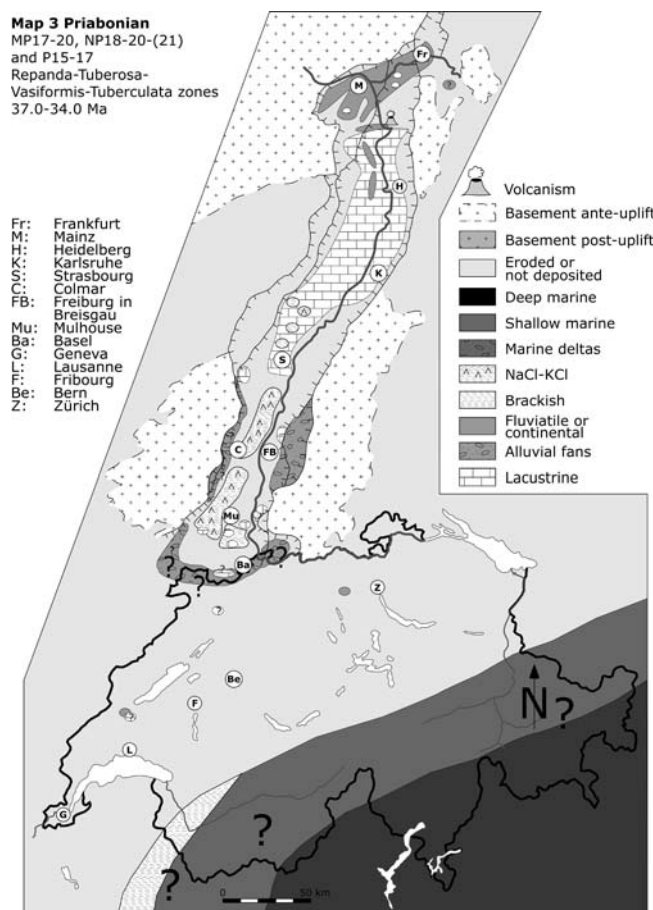 Map 3 Priabonian
MP17-20, NP18-20-(21)
and P15-17
Repanda-Tuberosa-
Vasiformis-Tuberculata zones
37.0-34.0 Ma
Fr: Frankfurt
M: Mainz
H: Heidelberg
K: Karlsruhe
S: Strasbourg
C: Colmar
FB: Freiburg in
Breisgau
Mu: Mulhouse
Ba: Basel
G: Geneva
L: Lausanne
F: Fribourg
Be: Bern
Z: Zürich
Volcanism
Basement ante-uplift
Basement post-uplift
Eroded or
not deposited
Deep marine
Shallow marine
Marine deltas
NaCl-KCl
Brackish
Fluviatile or
continental
Alluvial fans
Lacustrine
Fr
M
?
H
K
S
C
FB
Mu
?
?
?
Ba
Z
?
Be
F
N
?
L
G
?
?
0 50 km